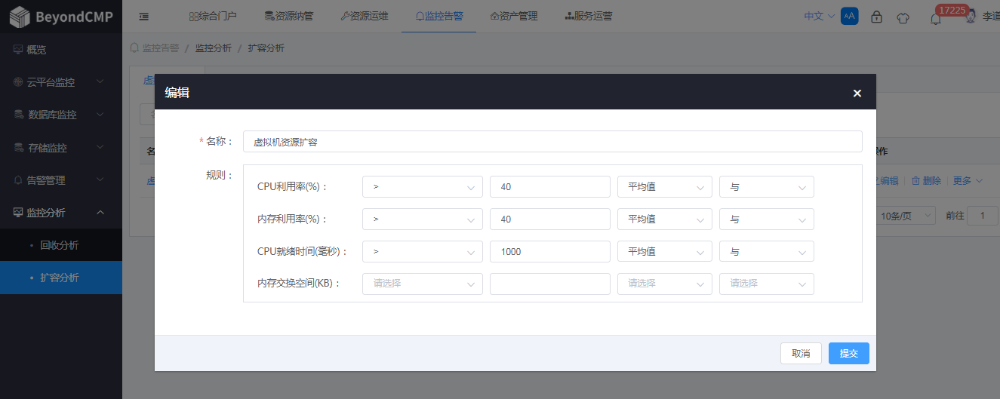 BeyondCMP
综合门户 资源纳管 资源运维 监控告警 资产管理 服务运营
中文 AA 17225 李道
概览
云平台监控
数据库监控
存储监控
告警管理
监控分析
回收分析
扩容分析
监控告警 / 监控分析 / 扩容分析
编辑 ×
* 名称：
虚拟机资源扩容
规则：
CPU利用率(%)： > 40 平均值 与
内存利用率(%)： > 40 平均值 与
CPU就绪时间(毫秒)： > 1000 平均值 与
内存交换空间(KB)： 请选择 请选择 请选择
取消 提交
编辑 删除 更多
10条/页 前往 1